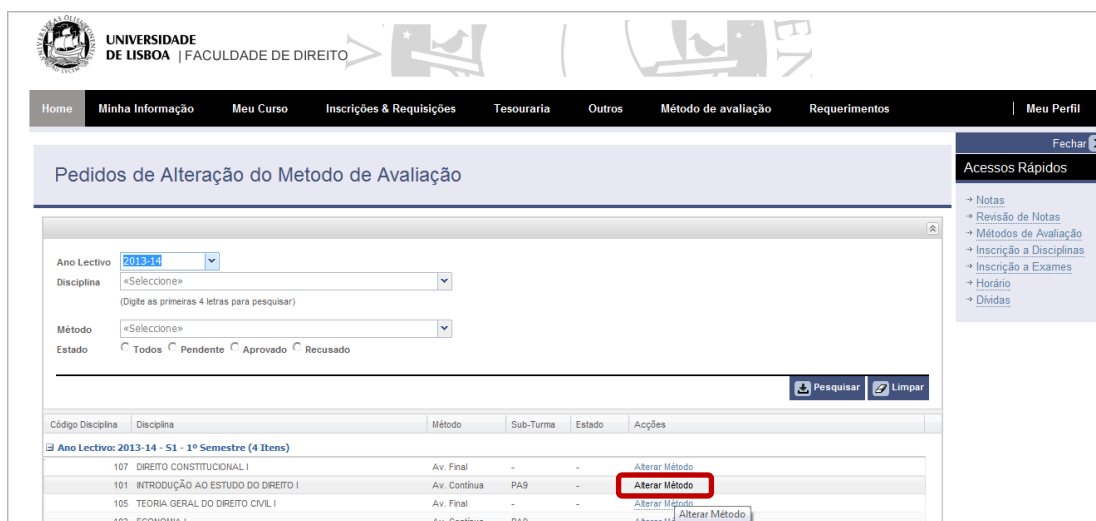 UNIVERSIDADE
DE LISBOA | FACULDADE DE DIREITO
Home Minha Informação Meu Curso Inscrições & Requisições Tesouraria Outros Método de avaliação Requerimentos | Meu Perfil
Fechar
Pedidos de Alteração do Metodo de Avaliação
Acessos Rápidos
Notas
Revisão de Notas
Métodos de Avaliação
Inscrição a Disciplinas
Inscrição a Exames
Horário
Dívidas
Ano Lectivo 2013-14
Disciplina «Seleccione»
(Digite as primeiras 4 letras para pesquisar)
Método «Seleccione»
Estado Todos Pendente Aprovado Recusado
Pesquisar Limpar
Código Disciplina Disciplina Método Sub-Turma Estado Acções
Ano Lectivo: 2013-14 - S1 - 1º Semestre (4 Itens)
107 DIREITO CONSTITUCIONAL I Av. Final - - Alterar Método
101 INTRODUÇÃO AO ESTUDO DO DIREITO I Av. Contínua PA9 - Alterar Método
105 TEORIA GERAL DO DIREITO CIVIL I Av. Final - - Alterar Método
Alterar Método